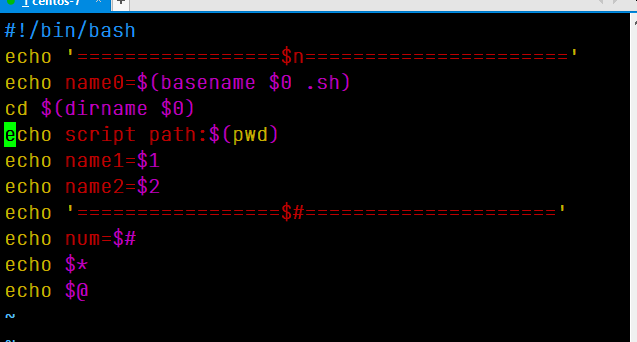 1 centos-7
#!/bin/bash
echo '=================$n======================'
echo name0=$(basename $0 .sh)
cd $(dirname $0)
echo script path:$(pwd)
echo name1=$1
echo name2=$2
echo '=================$#====================='
echo num=$#
echo $*
echo $@
~
~